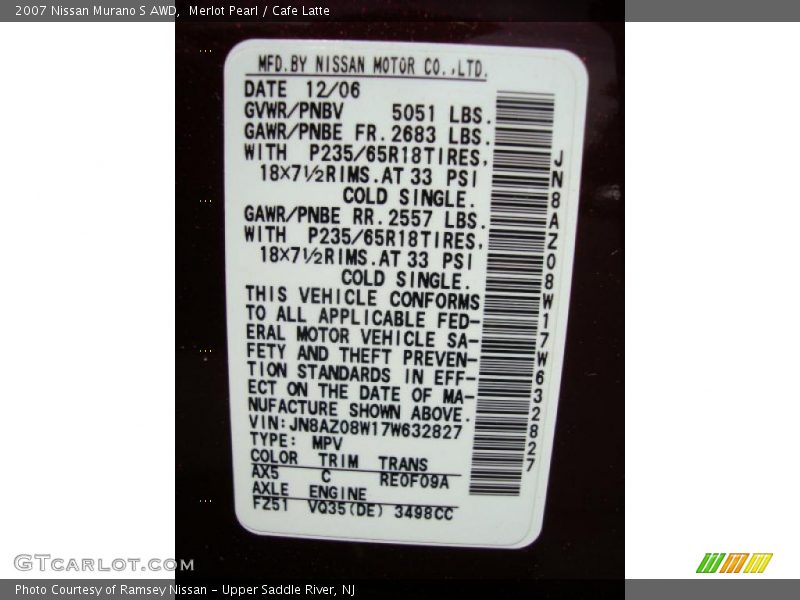 2007 Nissan Murano S AWD, Merlot Pearl / Cafe Latte
MFD.BY NISSAN MOTOR CO.,LTD.
DATE 12/06
GVWR/PNBV 5051 LBS.
GAWR/PNBE FR. 2683 LBS.
WITH P235/65R18TIRES,
18×7½RIMS.AT 33 PSI
COLD SINGLE.
GAWR/PNBE RR. 2557 LBS.
WITH P235/65R18TIRES,
18×7½RIMS.AT 33 PSI
COLD SINGLE.
THIS VEHICLE CONFORMS
TO ALL APPLICABLE FED-
ERAL MOTOR VEHICLE SA-
FETY AND THEFT PREVEN-
TION STANDARDS IN EFF-
ECT ON THE DATE OF MA-
NUFACTURE SHOWN ABOVE.
VIN:JN8AZ08W17W632827
TYPE: MPV
COLOR TRIM TRANS
AX5 C RE0F09A
AXLE ENGINE
FZ51 VQ35(DE) 3498CC
JN8AZ08W17W632827
GTCarlot.com
Photo Courtesy of Ramsey Nissan - Upper Saddle River, NJ